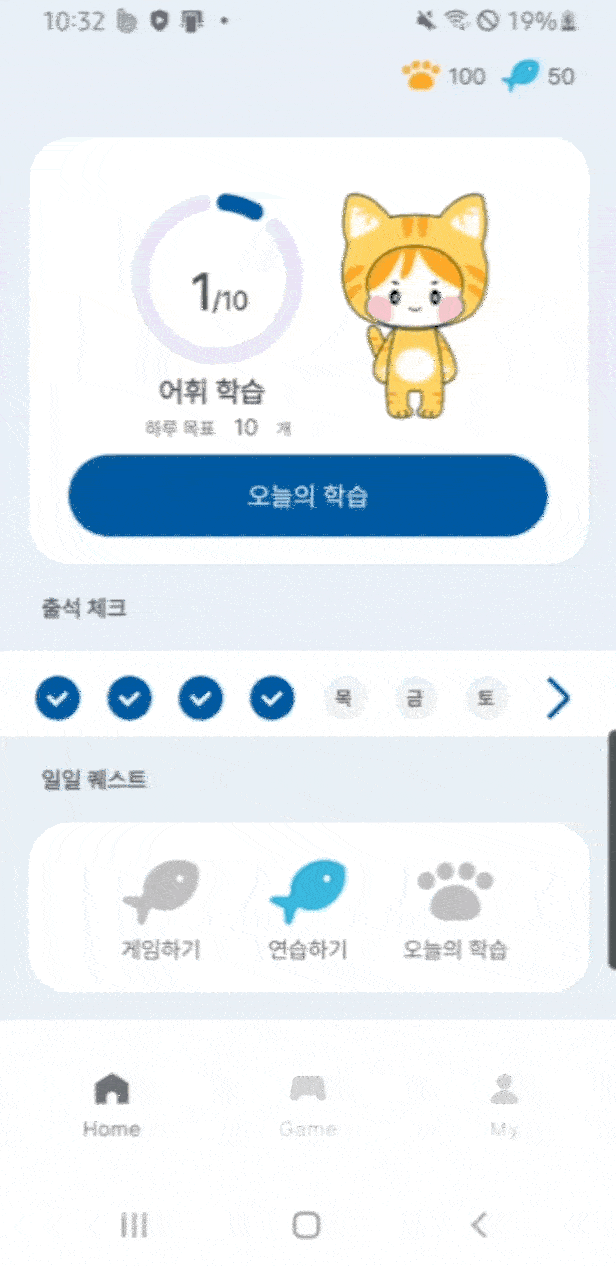 10:32 19%
100 50
1/10
어휘 학습
하루 목표 10 개
오늘의 학습
출석 체크
목 금 토
일일 퀘스트
게임하기 연습하기 오늘의 학습
Home Game My